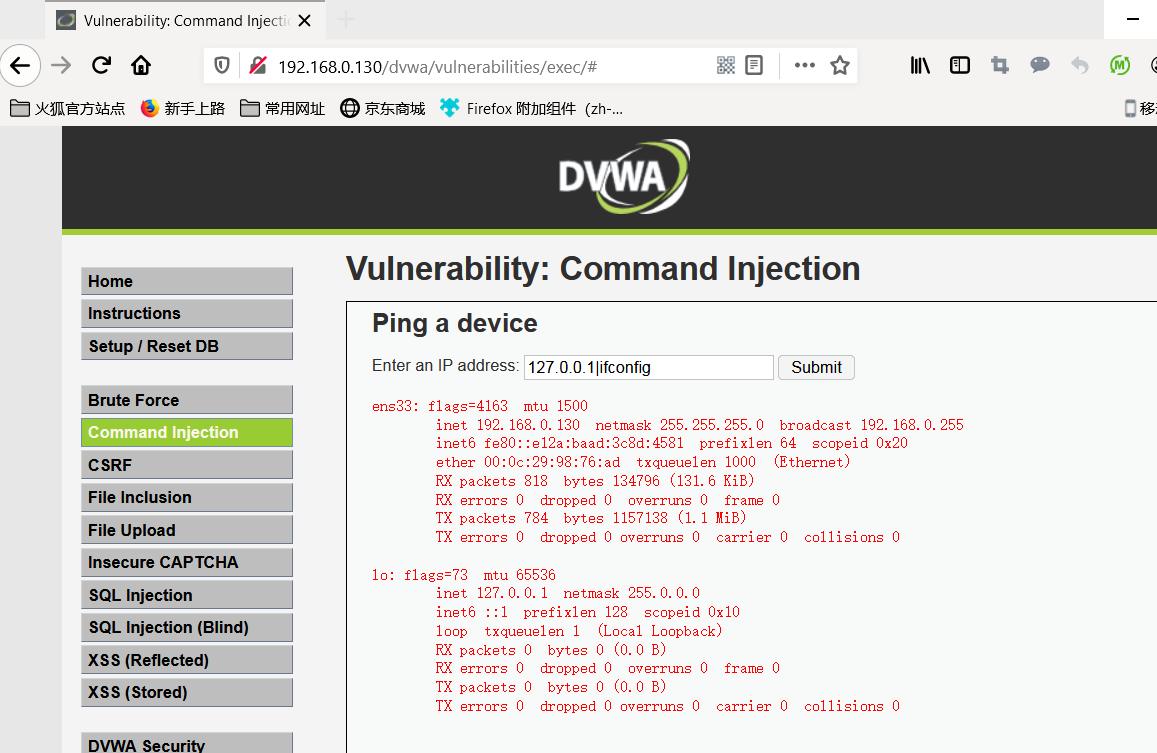 Vulnerability: Command Injecti
192.168.0.130/dvwa/vulnerabilities/exec/#
火狐官方站点 新手上路 常用网址 京东商城 Firefox 附加组件 (zh-... 移
DVWA
Vulnerability: Command Injection
Home
Instructions
Setup / Reset DB
Brute Force
Command Injection
CSRF
File Inclusion
File Upload
Insecure CAPTCHA
SQL Injection
SQL Injection (Blind)
XSS (Reflected)
XSS (Stored)
DVWA Security
Ping a device
Enter an IP address: 127.0.0.1|ifconfig Submit
ens33: flags=4163 mtu 1500
inet 192.168.0.130 netmask 255.255.255.0 broadcast 192.168.0.255
inet6 fe80::e12a:baad:3c8d:4581 prefixlen 64 scopeid 0x20
ether 00:0c:29:98:76:ad txqueuelen 1000 (Ethernet)
RX packets 818 bytes 134796 (131.6 KiB)
RX errors 0 dropped 0 overruns 0 frame 0
TX packets 784 bytes 1157138 (1.1 MiB)
TX errors 0 dropped 0 overruns 0 carrier 0 collisions 0
lo: flags=73 mtu 65536
inet 127.0.0.1 netmask 255.0.0.0
inet6 ::1 prefixlen 128 scopeid 0x10
loop txqueuelen 1 (Local Loopback)
RX packets 0 bytes 0 (0.0 B)
RX errors 0 dropped 0 overruns 0 frame 0
TX packets 0 bytes 0 (0.0 B)
TX errors 0 dropped 0 overruns 0 carrier 0 collisions 0